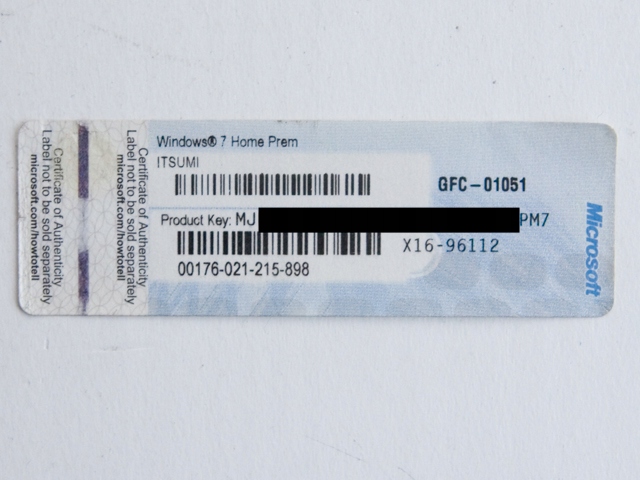 Certificate of Authenticity
Label not to be sold separately
microsoft.com/howtotell
Certificate of Authenticity
Label not to be sold separately
microsoft.com/howtotell
Windows® 7 Home Prem
ITSUMI
GFC-01051
Product Key: MJ PM7
X16-96112
00176-021-215-898
Microsoft